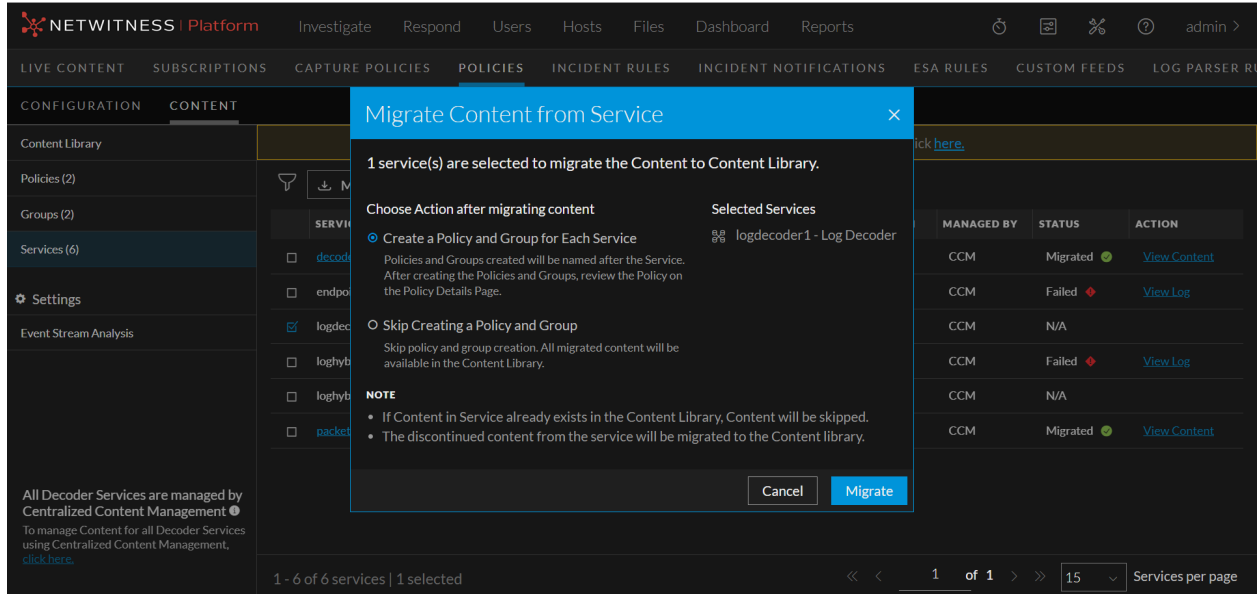 NETWITNESS | Platform Investigate Respond Users Hosts Files Dashboard Reports admin >
LIVE CONTENT SUBSCRIPTIONS CAPTURE POLICIES POLICIES INCIDENT RULES INCIDENT NOTIFICATIONS ESA RULES CUSTOM FEEDS LOG PARSER RU
CONFIGURATION CONTENT
Migrate Content from Service
Content Library
ick here.
1 service(s) are selected to migrate the Content to Content Library.
Policies (2)
M
Groups (2)
Choose Action after migrating content Selected Services
SERVI MANAGED BY STATUS ACTION
Create a Policy and Group for Each Service logdecoder1 - Log Decoder
Services (6)
Policies and Groups created will be named after the Service.
After creating the Policies and Groups, review the Policy on
the Policy Details Page.
decode CCM Migrated View Content
Settings
endpoi CCM Failed View Log
Event Stream Analysis
Skip Creating a Policy and Group
logdec CCM N/A
Skip policy and group creation. All migrated content will be
available in the Content Library.
loghyb CCM Failed View Log
NOTE
loghyb CCM N/A
• If Content in Service already exists in the Content Library, Content will be skipped.
• The discontinued content from the service will be migrated to the Content library.
packet CCM Migrated View Content
Cancel Migrate
All Decoder Services are managed by
Centralized Content Management
To manage Content for all Decoder Services
using Centralized Content Management,
click here.
1 - 6 of 6 services | 1 selected << < 1 of 1 > >> 15 Services per page